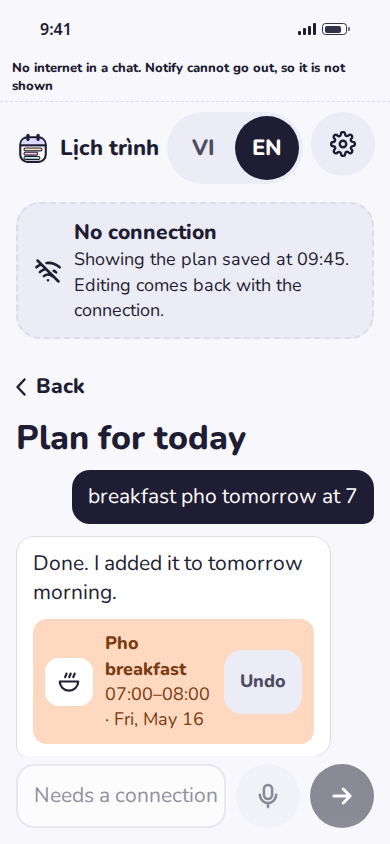 9:41
No internet in a chat. Notify cannot go out, so it is not
shown
Lịch trình
VI
EN
No connection
Showing the plan saved at 09:45.
Editing comes back with the
connection.
Back
Plan for today
breakfast pho tomorrow at 7
Done. I added it to tomorrow
morning.
Pho
breakfast
07:00–08:00
· Fri, May 16
Undo
Needs a connection